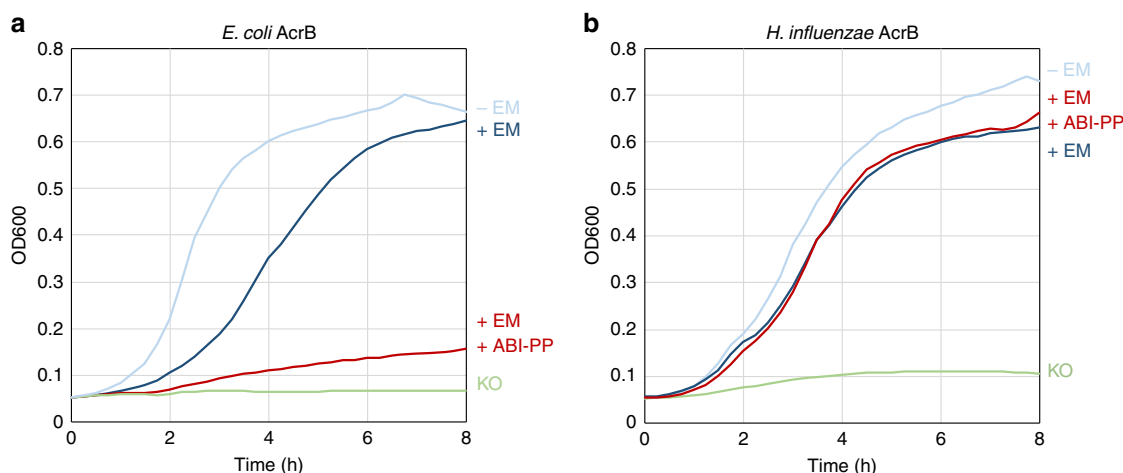 a
E. coli AcrB
0.8
0.7
0.6
0.5
0.4
0.3
0.2
0.1
0
OD600
0
2
4
6
8
Time (h)
– EM
+ EM
+ EM
+ ABI-PP
KO
b
H. influenzae AcrB
0.8
0.7
0.6
0.5
0.4
0.3
0.2
0.1
0
OD600
0
2
4
6
8
Time (h)
– EM
+ EM
+ ABI-PP
+ EM
KO